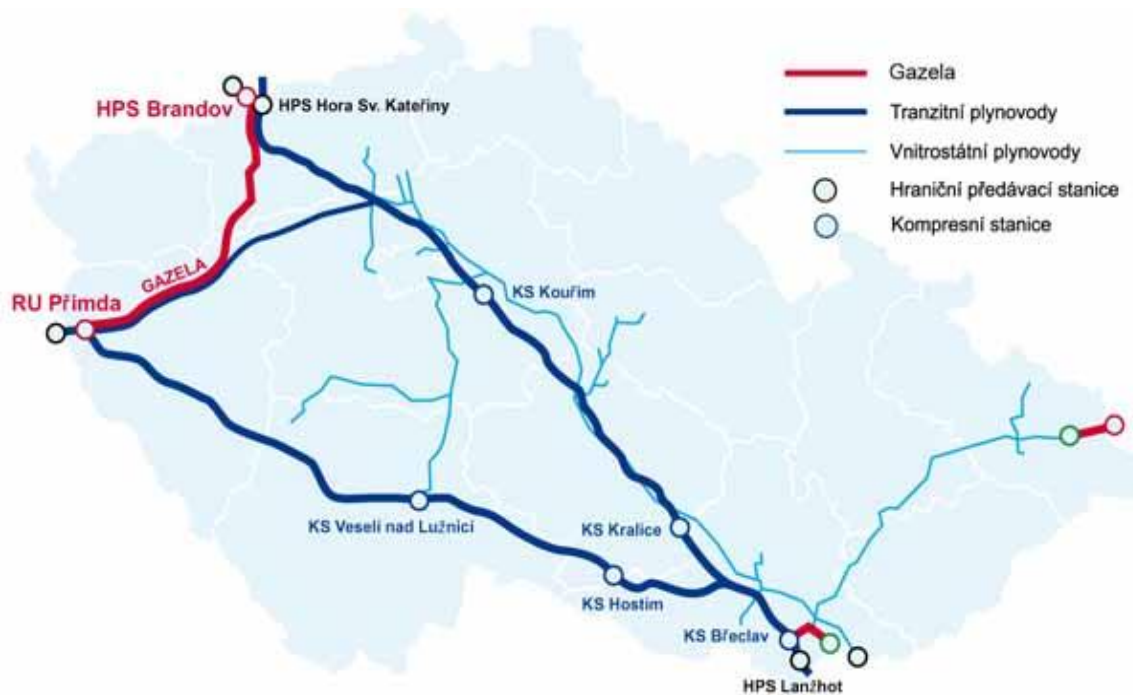 Gazela
Tranzitní plynovody
Vnitrostátní plynovody
Hraniční předávací stanice
Kompresní stanice
HPS Brandov
HPS Hora Sv. Kateřiny
GAZELA
RU Přimda
KS Kouřim
KS Veselí nad Lužnicí
KS Kralice
KS Hostim
KS Břeclav
HPS Lanžhot